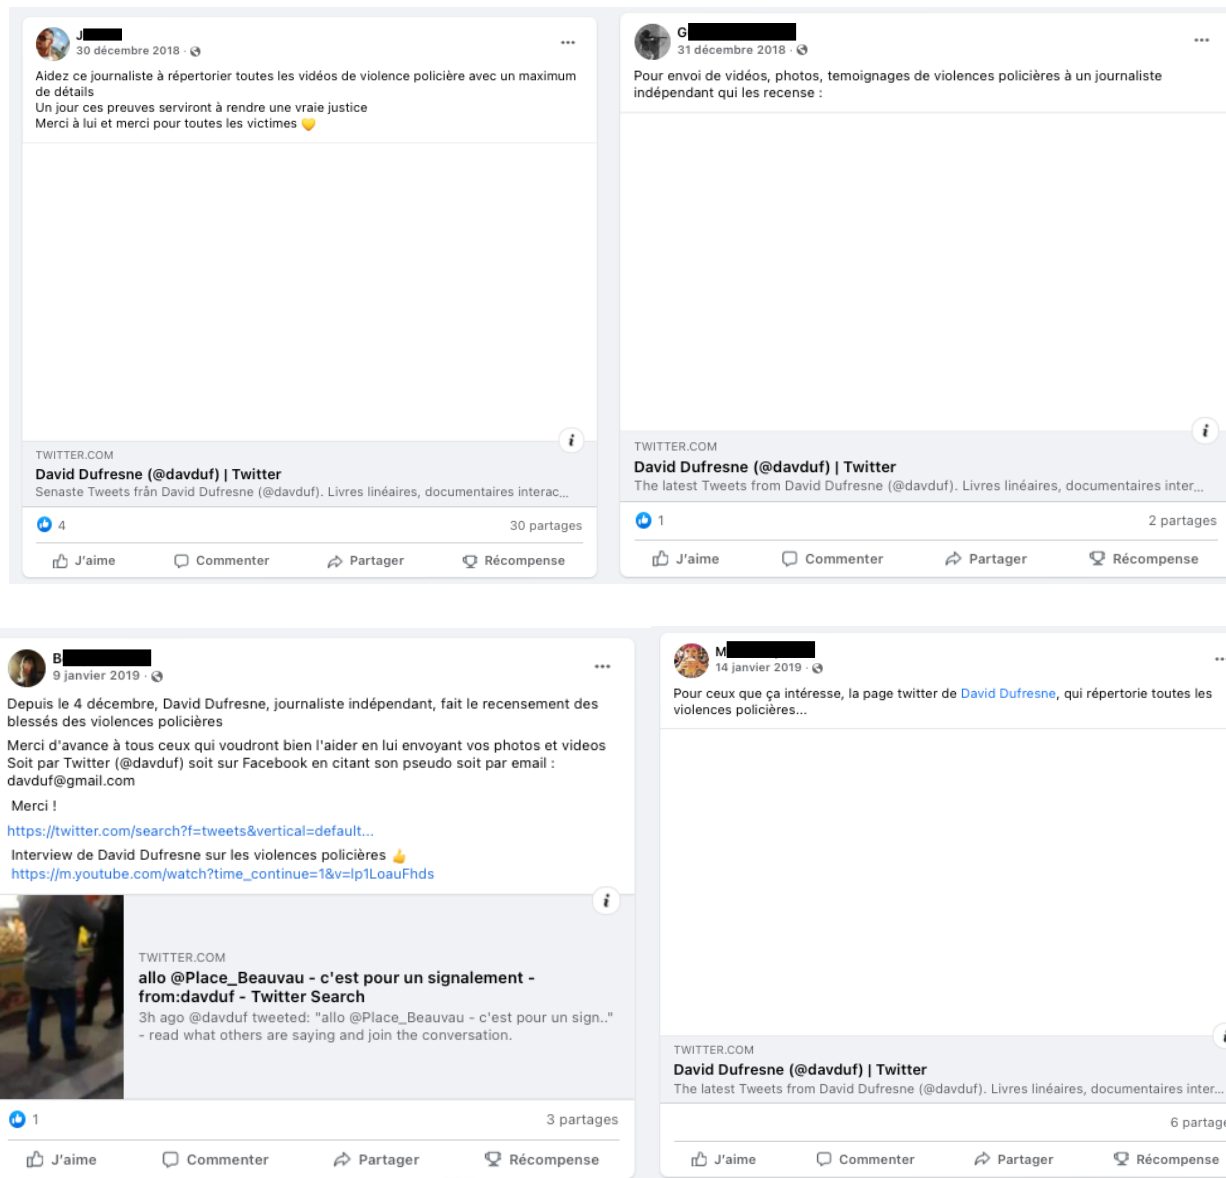 J
30 décembre 2018 ·
Aidez ce journaliste à répertorier toutes les vidéos de violence policière avec un maximum
de détails
Un jour ces preuves serviront à rendre une vraie justice
Merci à lui et merci pour toutes les victimes 💛
TWITTER.COM
David Dufresne (@davduf) | Twitter
Senaste Tweets från David Dufresne (@davduf). Livres linéaires, documentaires interac...
4
30 partages
J'aime Commenter Partager Récompense
G
31 décembre 2018 ·
Pour envoi de vidéos, photos, temoignages de violences policières à un journaliste
indépendant qui les recense :
TWITTER.COM
David Dufresne (@davduf) | Twitter
The latest Tweets from David Dufresne (@davduf). Livres linéaires, documentaires inter...
1
2 partages
J'aime Commenter Partager Récompense
B
9 janvier 2019 ·
Depuis le 4 décembre, David Dufresne, journaliste indépendant, fait le recensement des
blessés des violences policières
Merci d'avance à tous ceux qui voudront bien l'aider en lui envoyant vos photos et videos
Soit par Twitter (@davduf) soit sur Facebook en citant son pseudo soit par email :
davduf@gmail.com
Merci !
https://twitter.com/search?f=tweets&vertical=default...
Interview de David Dufresne sur les violences policières 👍
https://m.youtube.com/watch?time_continue=1&v=lp1LoauFhds
TWITTER.COM
allo @Place_Beauvau - c'est pour un signalement -
from:davduf - Twitter Search
3h ago @davduf tweeted: "allo @Place_Beauvau - c'est pour un sign.."
- read what others are saying and join the conversation.
1
3 partages
J'aime Commenter Partager Récompense
M
14 janvier 2019 ·
Pour ceux que ça intéresse, la page twitter de David Dufresne, qui répertorie toutes les
violences policières...
TWITTER.COM
David Dufresne (@davduf) | Twitter
The latest Tweets from David Dufresne (@davduf). Livres linéaires, documentaires inter...
6 partage
J'aime Commenter Partager Récompense